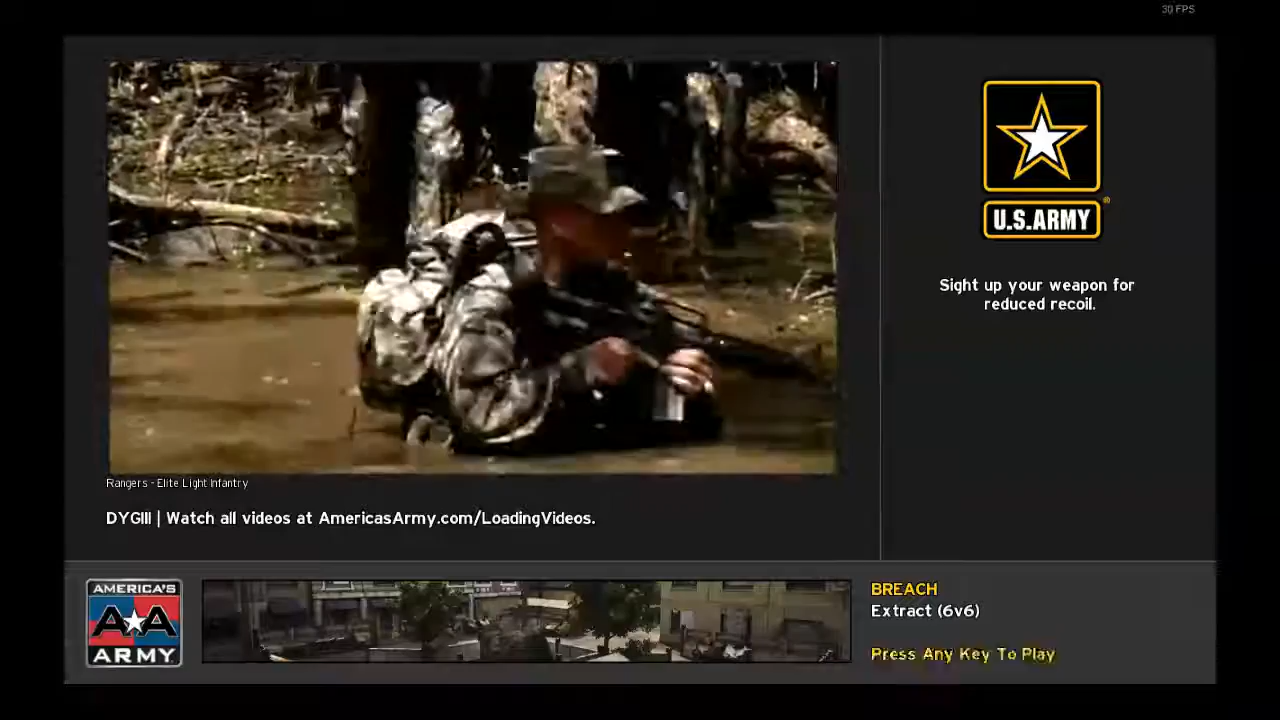 30 FPS
U.S.ARMY
Sight up your weapon for
reduced recoil.
Rangers - Elite Light Infantry
DYGIII | Watch all videos at AmericasArmy.com/LoadingVideos.
AMERICA'S
AA
ARMY
BREACH
Extract (6v6)
Press Any Key To Play